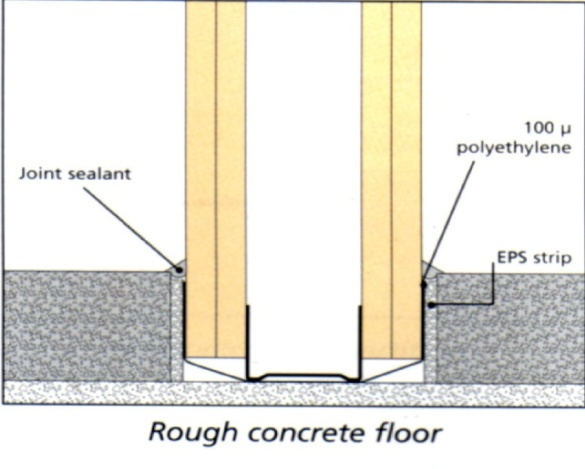 100 µ
polyethylene
Joint sealant
EPS strip
Rough concrete floor